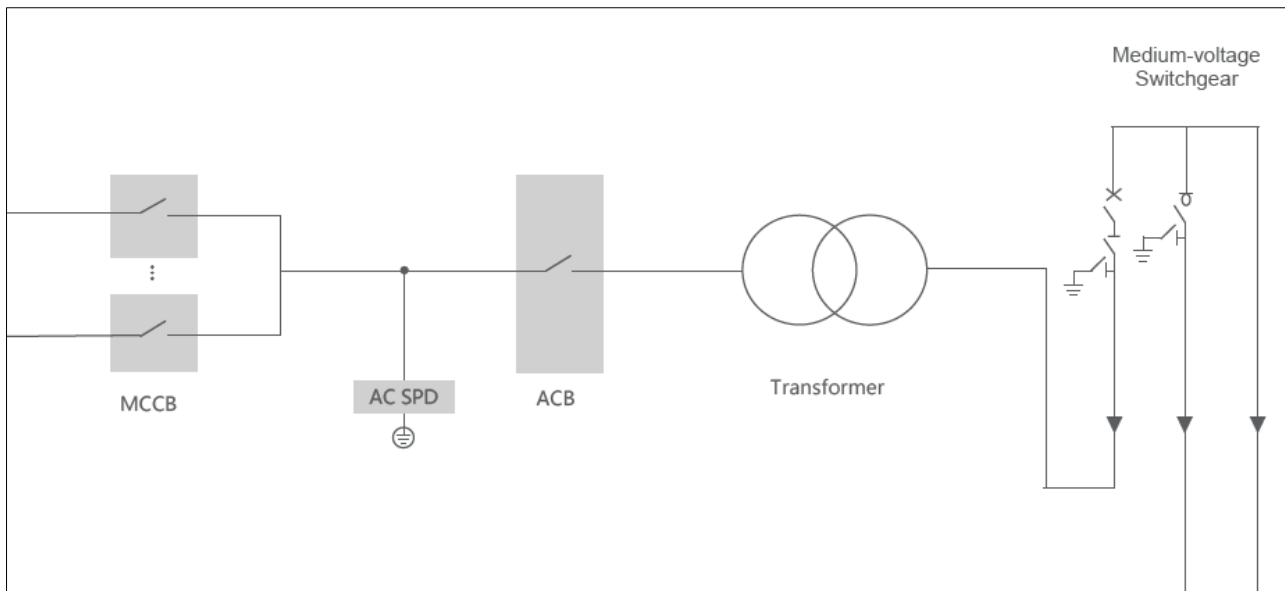 Medium-voltage
Switchgear
MCCB
AC SPD
ACB
Transformer